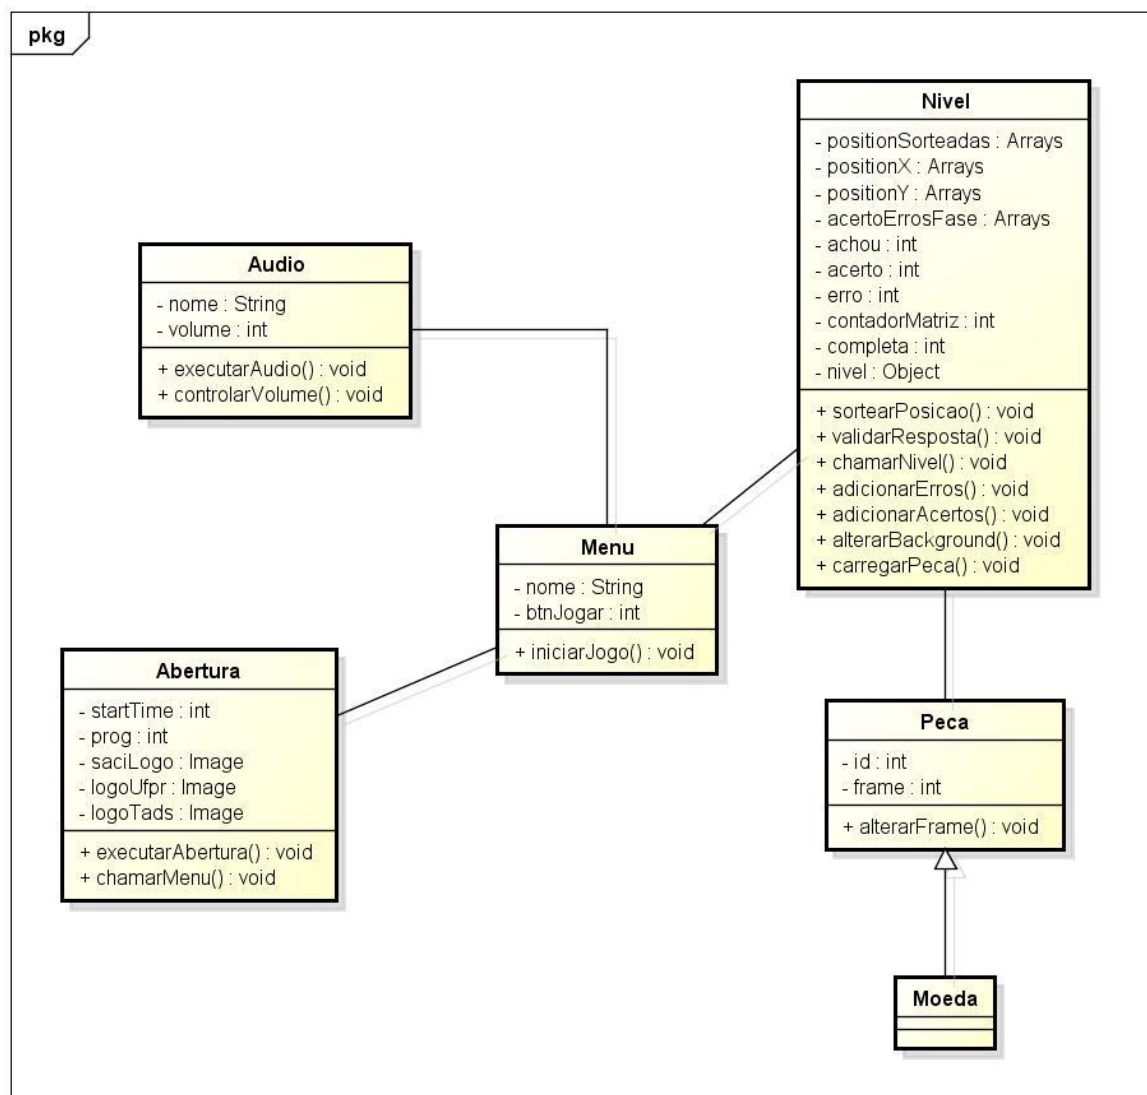 pkg
Nivel
- positionSorteadas : Arrays
- positionX : Arrays
- positionY : Arrays
- acertoErrosFase : Arrays
- achou : int
- acerto : int
- erro : int
- contadorMatriz : int
- completa : int
- nivel : Object
+ sortearPosicao() : void
+ validarResposta() : void
+ chamarNivel() : void
+ adicionarErros() : void
+ adicionarAcertos() : void
+ alterarBackground() : void
+ carregarPeca() : void
Audio
- nome : String
- volume : int
+ executarAudio() : void
+ controlarVolume() : void
Menu
- nome : String
- btnJogar : int
+ iniciarJogo() : void
Abertura
- startTime : int
- prog : int
- saciLogo : Image
- logoUfpr : Image
- logoTads : Image
+ executarAbertura() : void
+ chamarMenu() : void
Peca
- id : int
- frame : int
+ alterarFrame() : void
Moeda